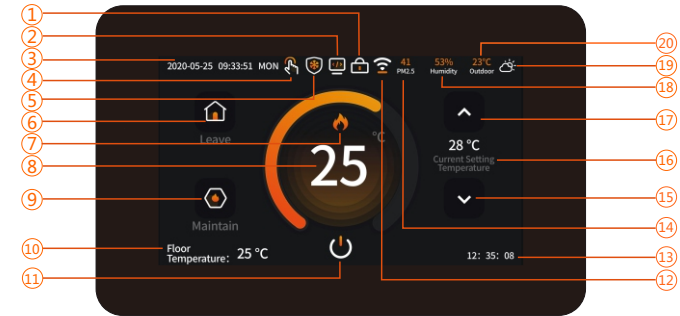 1
2
3
4
5
6
7
8
9
10
11
20
19
18
17
16
15
14
13
12
2020-05-25 09:33:51 MON
41
PM2.5
53%
Humidity
23°C
Outdoor
Leave
°C
25
28 °C
Current Setting
Temperature
Maintain
Floor
Temperature: 25 °C
12: 35: 08